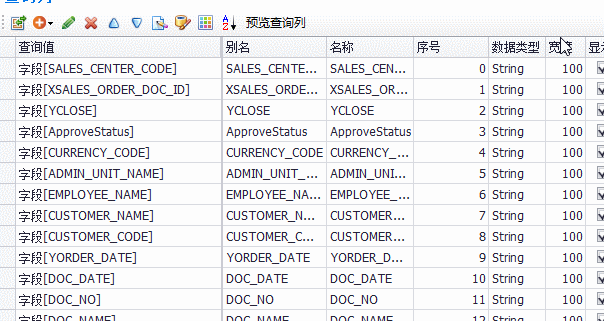 预览查询列
查询值 别名 名称 序号 数据类型 显
字段[SALES_CENTER_CODE] SALES_CENTE... SALES_CEN... 0 String 100
字段[XSALES_ORDER_DOC_ID] XSALES_ORDE... XSALES_OR... 1 String 100
字段[YCLOSE] YCLOSE YCLOSE 2 String 100
字段[ApproveStatus] ApproveStatus ApproveStatus 3 String 100
字段[CURRENCY_CODE] CURRENCY_CODE CURRENCY_... 4 String 100
字段[ADMIN_UNIT_NAME] ADMIN_UNIT_... ADMIN_UNI... 5 String 100
字段[EMPLOYEE_NAME] EMPLOYEE_NA... EMPLOYEE_... 6 String 100
字段[CUSTOMER_NAME] CUSTOMER_N... CUSTOMER_... 7 String 100
字段[CUSTOMER_CODE] CUSTOMER_C... CUSTOMER_... 8 String 100
字段[YORDER_DATE] YORDER_DATE YORDER_D... 9 String 100
字段[DOC_DATE] DOC_DATE DOC_DATE 10 String 100
字段[DOC_NO] DOC_NO DOC_NO 11 String 100
字段[DOC_NAME] DOC_NAME DOC_NAME 12 String 100